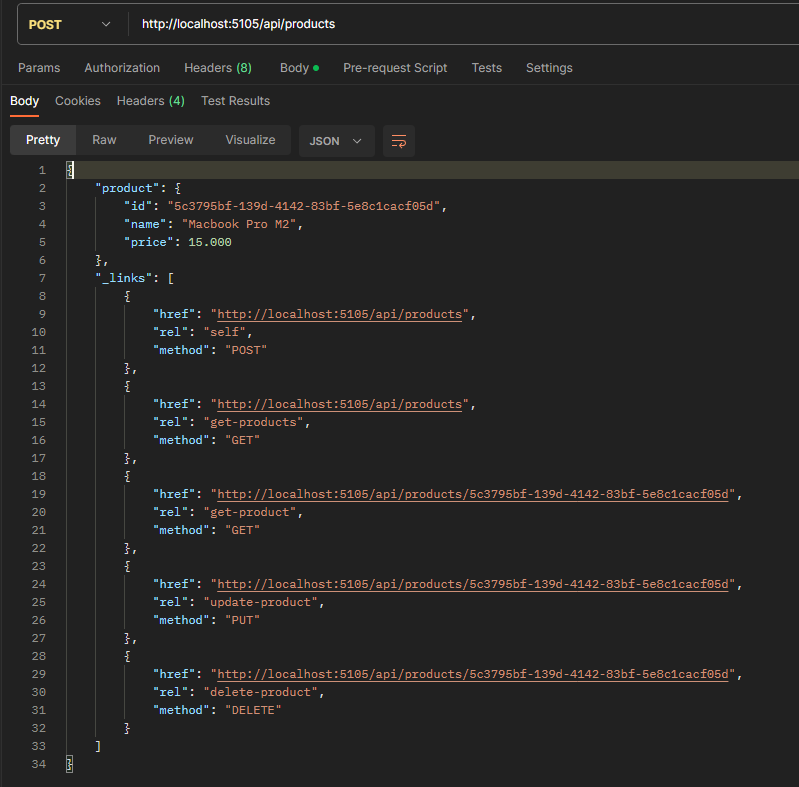 POST http://localhost:5105/api/products
Params Authorization Headers (8) Body Pre-request Script Tests Settings
Body Cookies Headers (4) Test Results
Pretty Raw Preview Visualize JSON
1 {
2 "product": {
3 "id": "5c3795bf-139d-4142-83bf-5e8c1cacf05d",
4 "name": "Macbook Pro M2",
5 "price": 15.000
6 },
7 "_links": [
8 {
9 "href": "http://localhost:5105/api/products",
10 "rel": "self",
11 "method": "POST"
12 },
13 {
14 "href": "http://localhost:5105/api/products",
15 "rel": "get-products",
16 "method": "GET"
17 },
18 {
19 "href": "http://localhost:5105/api/products/5c3795bf-139d-4142-83bf-5e8c1cacf05d",
20 "rel": "get-product",
21 "method": "GET"
22 },
23 {
24 "href": "http://localhost:5105/api/products/5c3795bf-139d-4142-83bf-5e8c1cacf05d",
25 "rel": "update-product",
26 "method": "PUT"
27 },
28 {
29 "href": "http://localhost:5105/api/products/5c3795bf-139d-4142-83bf-5e8c1cacf05d",
30 "rel": "delete-product",
31 "method": "DELETE"
32 }
33 ]
34 }